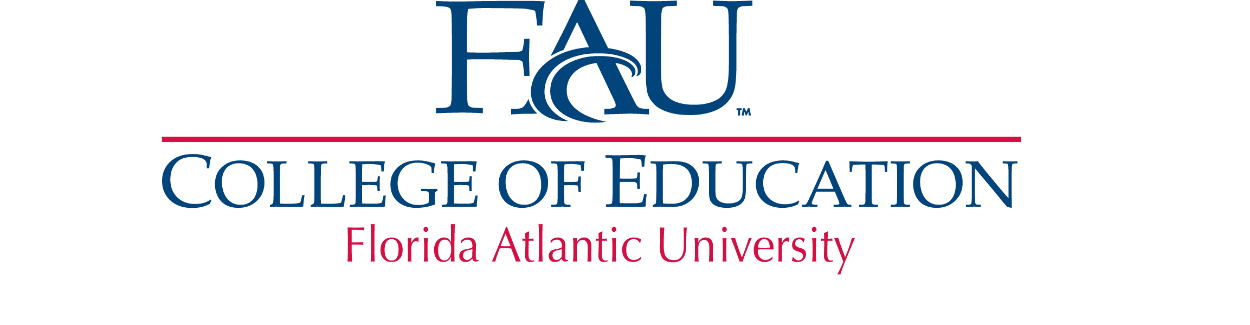 FAU™
COLLEGE OF EDUCATION
Florida Atlantic University